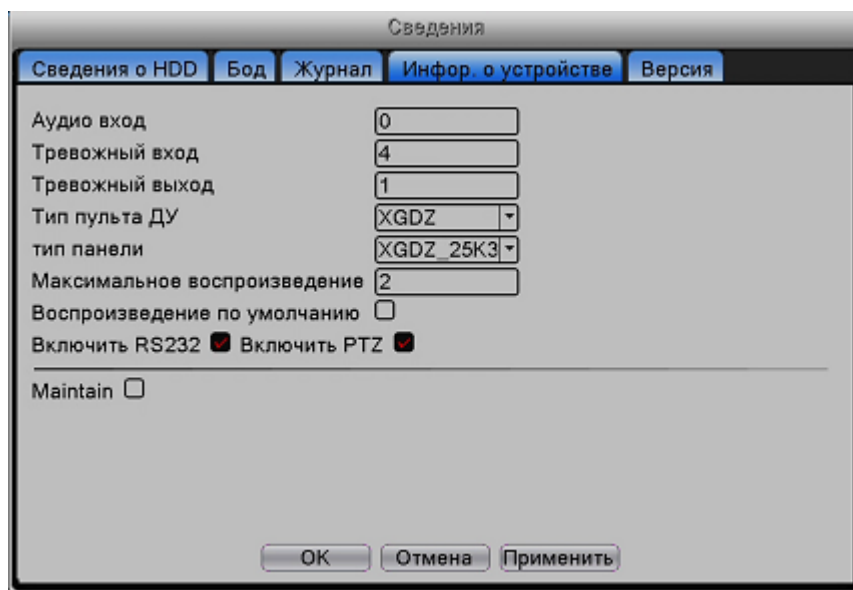 Сведения
Сведения о HDD Бод Журнал Инфор. о устройстве Версия
Аудио вход 0
Тревожный вход 4
Тревожный выход 1
Тип пульта ДУ XGDZ
тип панели XGDZ_25K3
Максимальное воспроизведение 2
Воспроизведение по умолчанию
Включить RS232 Включить PTZ
Maintain
OK Отмена Применить